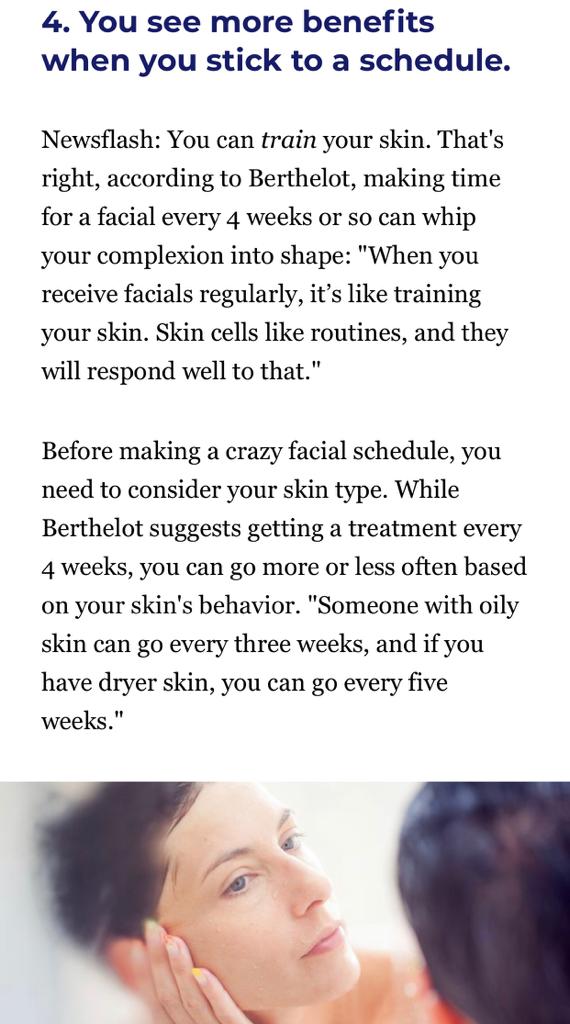 4. You see more benefits
when you stick to a schedule.
Newsflash: You can train your skin. That's
right, according to Berthelot, making time
for a facial every 4 weeks or so can whip
your complexion into shape: "When you
receive facials regularly, it’s like training
your skin. Skin cells like routines, and they
will respond well to that."
Before making a crazy facial schedule, you
need to consider your skin type. While
Berthelot suggests getting a treatment every
4 weeks, you can go more or less often based
on your skin's behavior. "Someone with oily
skin can go every three weeks, and if you
have dryer skin, you can go every five
weeks."